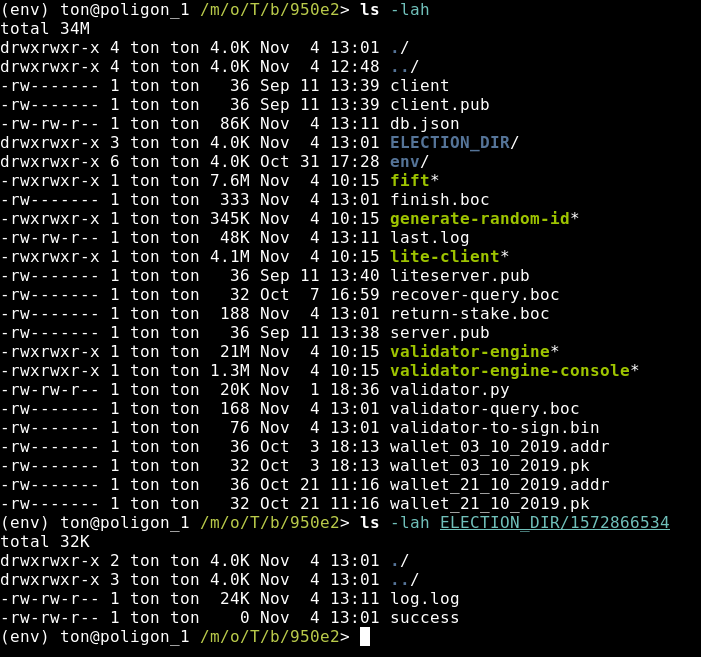 (env) ton@poligon_1 /m/o/T/b/950e2> ls -lah
total 34M
drwxrwxr-x 4 ton ton 4.0K Nov  4 13:01 ./
drwxrwxr-x 4 ton ton 4.0K Nov  4 12:48 ../
-rw------- 1 ton ton   36 Sep 11 13:39 client
-rw------- 1 ton ton   36 Sep 11 13:39 client.pub
-rw-rw-r-- 1 ton ton  86K Nov  4 13:11 db.json
drwxrwxr-x 3 ton ton 4.0K Nov  4 13:01 ELECTION_DIR/
drwxrwxr-x 6 ton ton 4.0K Oct 31 17:28 env/
-rwxrwxr-x 1 ton ton 7.6M Nov  4 10:15 fift*
-rw------- 1 ton ton  333 Nov  4 13:01 finish.boc
-rwxrwxr-x 1 ton ton 345K Nov  4 10:15 generate-random-id*
-rw-rw-r-- 1 ton ton  48K Nov  4 13:11 last.log
-rwxrwxr-x 1 ton ton 4.1M Nov  4 10:15 lite-client*
-rw------- 1 ton ton   36 Sep 11 13:40 liteserver.pub
-rw------- 1 ton ton   32 Oct  7 16:59 recover-query.boc
-rw------- 1 ton ton  188 Nov  4 13:01 return-stake.boc
-rw------- 1 ton ton   36 Sep 11 13:38 server.pub
-rwxrwxr-x 1 ton ton  21M Nov  4 10:15 validator-engine*
-rwxrwxr-x 1 ton ton 1.3M Nov  4 10:15 validator-engine-console*
-rw-rw-r-- 1 ton ton  20K Nov  1 18:36 validator.py
-rw------- 1 ton ton  168 Nov  4 13:01 validator-query.boc
-rw------- 1 ton ton   76 Nov  4 13:01 validator-to-sign.bin
-rw------- 1 ton ton   36 Oct  3 18:13 wallet_03_10_2019.addr
-rw------- 1 ton ton   32 Oct  3 18:13 wallet_03_10_2019.pk
-rw------- 1 ton ton   36 Oct 21 11:16 wallet_21_10_2019.addr
-rw------- 1 ton ton   32 Oct 21 11:16 wallet_21_10_2019.pk
(env) ton@poligon_1 /m/o/T/b/950e2> ls -lah ELECTION_DIR/1572866534
total 32K
drwxrwxr-x 2 ton ton 4.0K Nov  4 13:01 ./
drwxrwxr-x 3 ton ton 4.0K Nov  4 13:01 ../
-rw-rw-r-- 1 ton ton  24K Nov  4 13:11 log.log
-rw-rw-r-- 1 ton ton    0 Nov  4 13:01 success
(env) ton@poligon_1 /m/o/T/b/950e2>